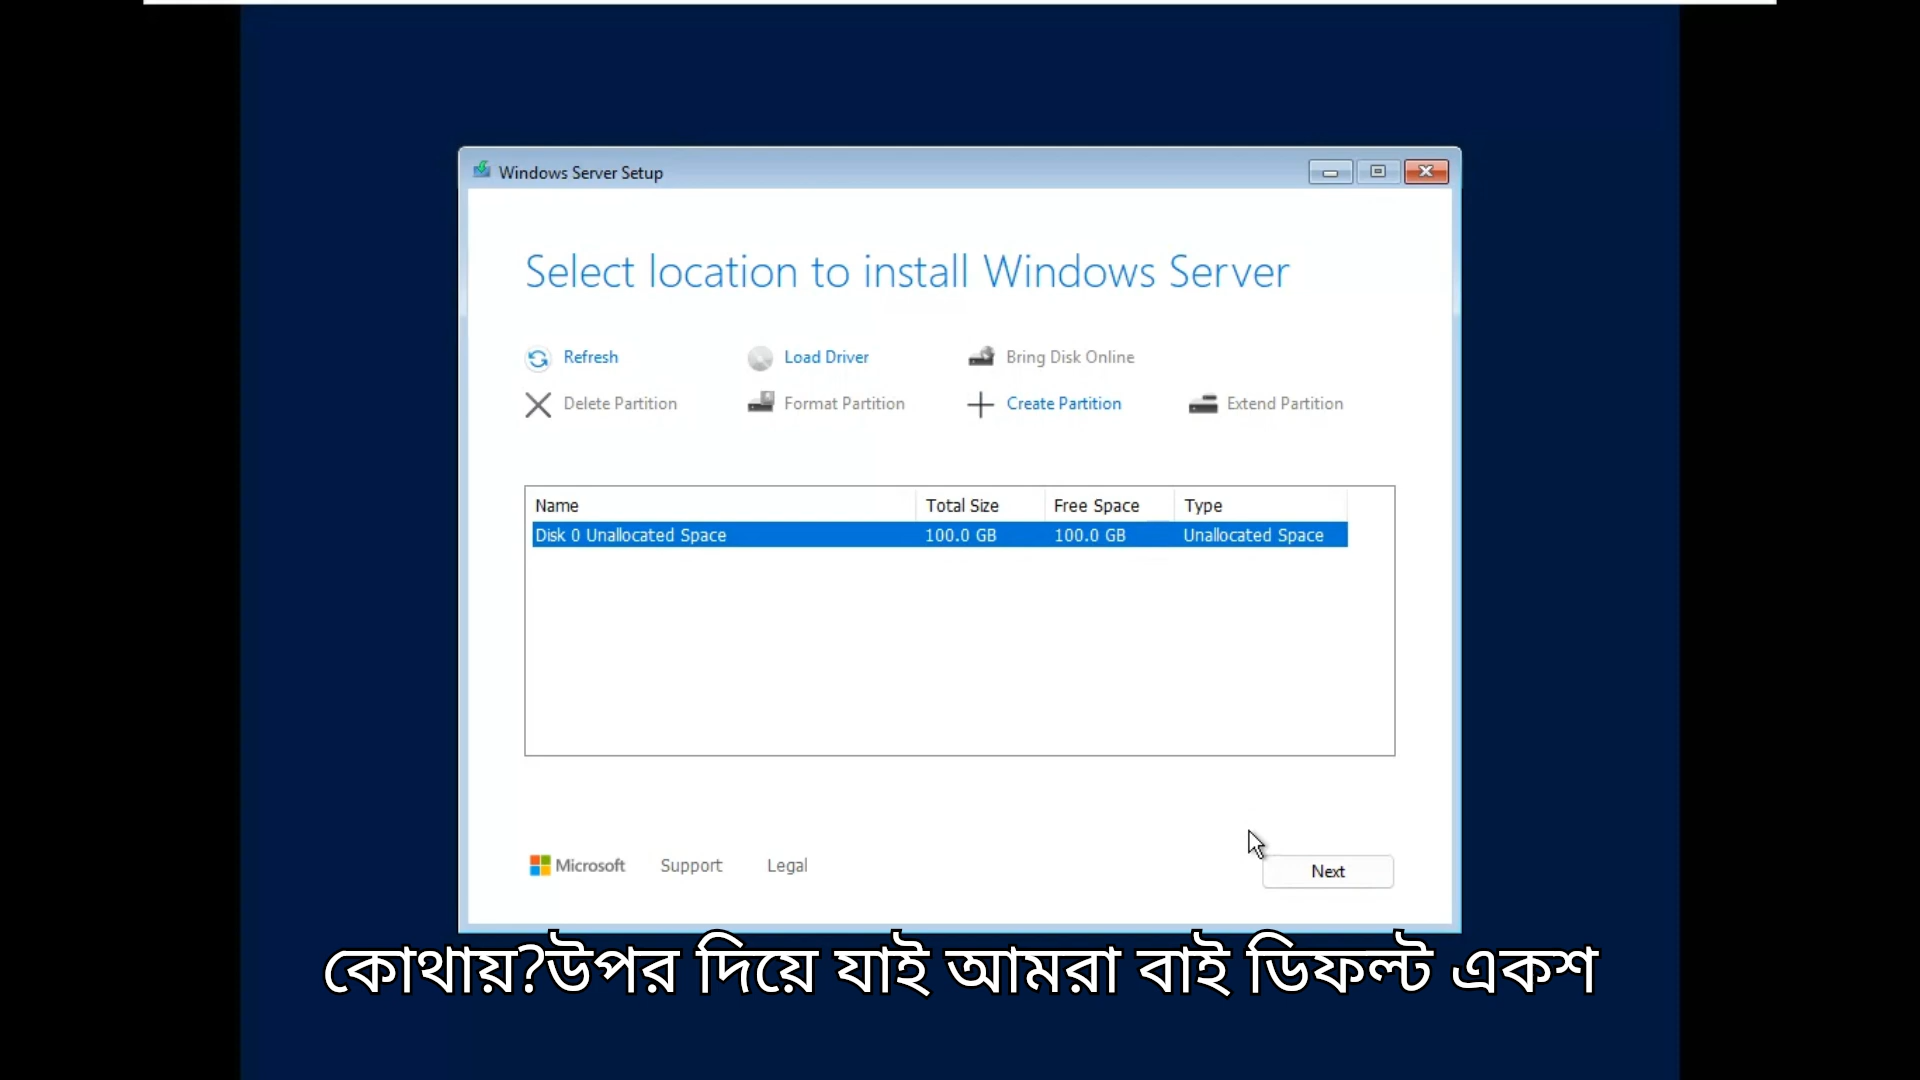 Windows Server Setup
Select location to install Windows Server
Refresh Load Driver Bring Disk Online
Delete Partition Format Partition Create Partition Extend Partition
Name Total Size Free Space Type
Disk 0 Unallocated Space 100.0 GB 100.0 GB Unallocated Space
Microsoft Support Legal Next
কোথায়?উপর দিয়ে যাই আমরা বাই ডিফল্ট একশ